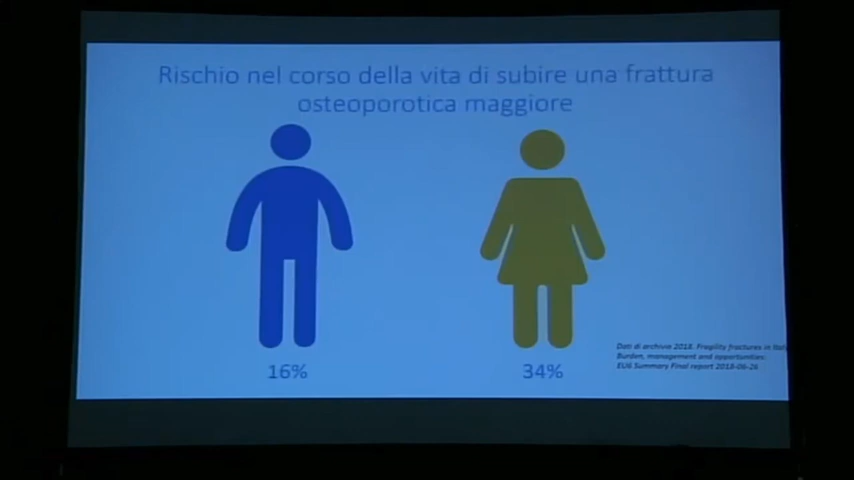 Rischio nel corso della vita di subire una frattura
osteoporotica maggiore
16%
34%
Dati di archivio 2018. Fragility fractures in Italy
Burden, management and opportunities:
EU6 Summary Final report 2018-06-26